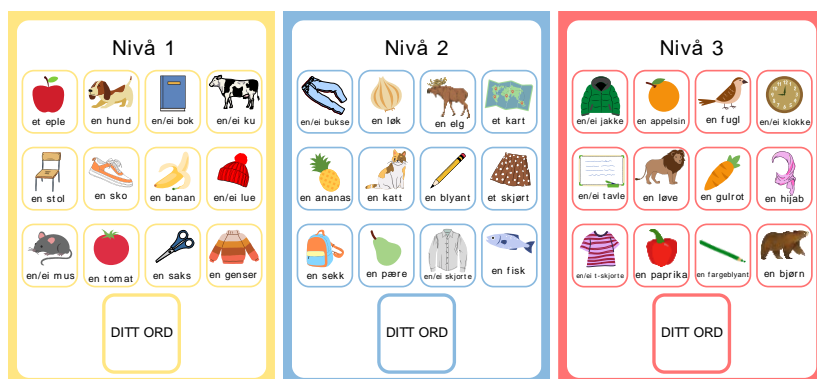 Nivå 1
et eple
en hund
en/ei bok
en/ei ku
en stol
en sko
en banan
en/ei lue
en/ei mus
en tomat
en saks
en genser
DITT ORD
Nivå 2
en/ei bukse
en løk
en elg
et kart
en ananas
en katt
en blyant
et skjørt
en sekk
en pære
en/ei skjorte
en fisk
DITT ORD
Nivå 3
en/ei jakke
en appelsin
en fugl
en/ei klokke
en/ei tavle
en løve
en gulrot
en hijab
en/ei t-skjorte
en paprika
en fargeblyant
en bjørn
DITT ORD